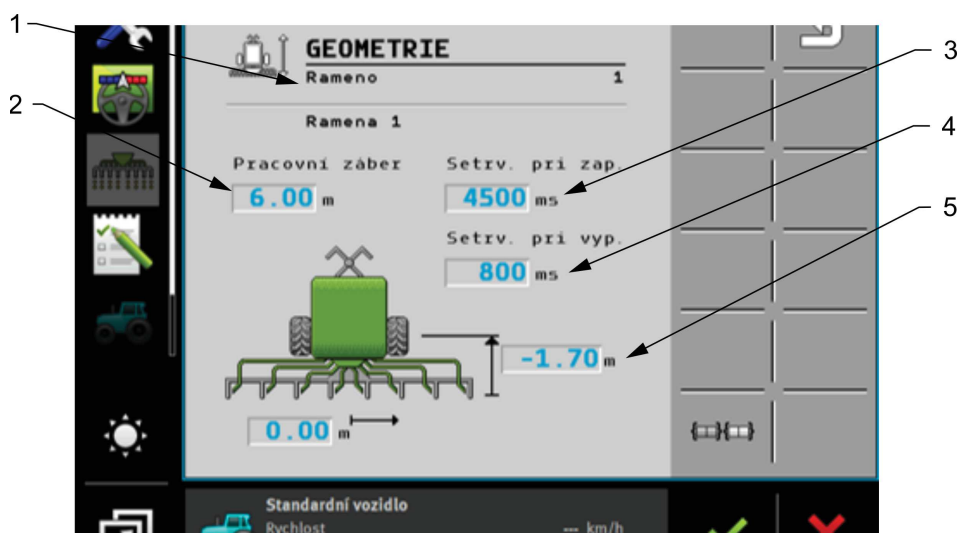 1
GEOMETRIE
Rameno 1
3
2
Ramena 1
4
Pracovní záber Setrv. pri zap.
6.00 m 4500 ms
5
Setrv. pri vyp.
800 ms
-1.70 m
0.00 m
Standardní vozidlo
Rychlost --- km/h